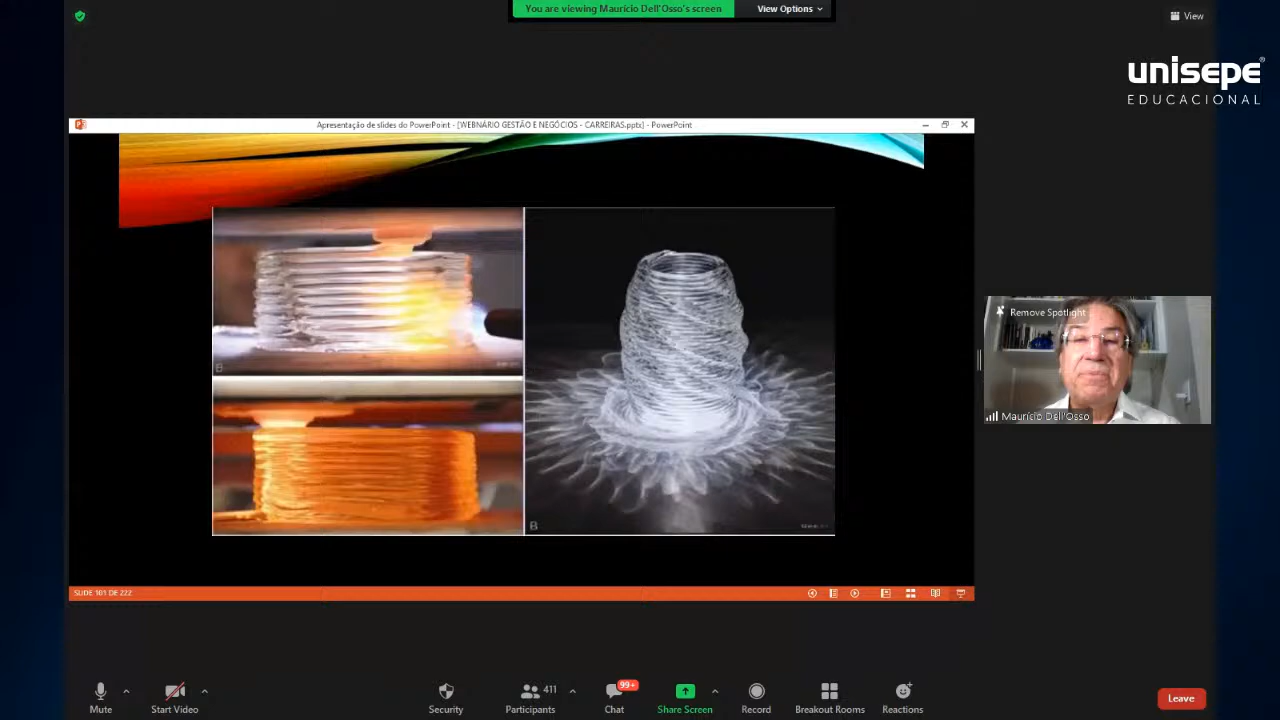 You are viewing Maurício Dell'Osso's screen
View Options
View
unisepe
EDUCACIONAL
Apresentação de slides do PowerPoint - [WEBNÁRIO GESTÃO E NEGÓCIOS - CARREIRAS.pptx] - PowerPoint
B
B
Remove Spotlight
Maurício Dell'Osso
SLIDE 101 DE 222
Mute
Start Video
Security
411
Participants
99+
Chat
Share Screen
Record
Breakout Rooms
Reactions
Leave